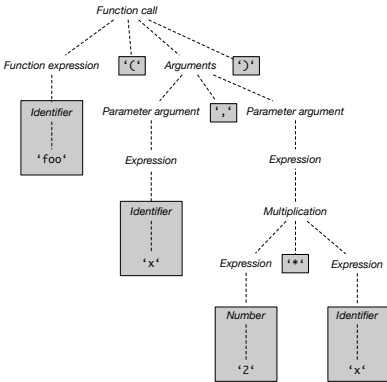 Function call
Function expression ‘(‘ Arguments ‘)‘
Identifier Parameter argument ‘,‘ Parameter argument
‘foo‘ Expression Expression
Identifier Multiplication
‘x‘ Expression ‘*‘ Expression
Number Identifier
‘2‘ ‘x‘